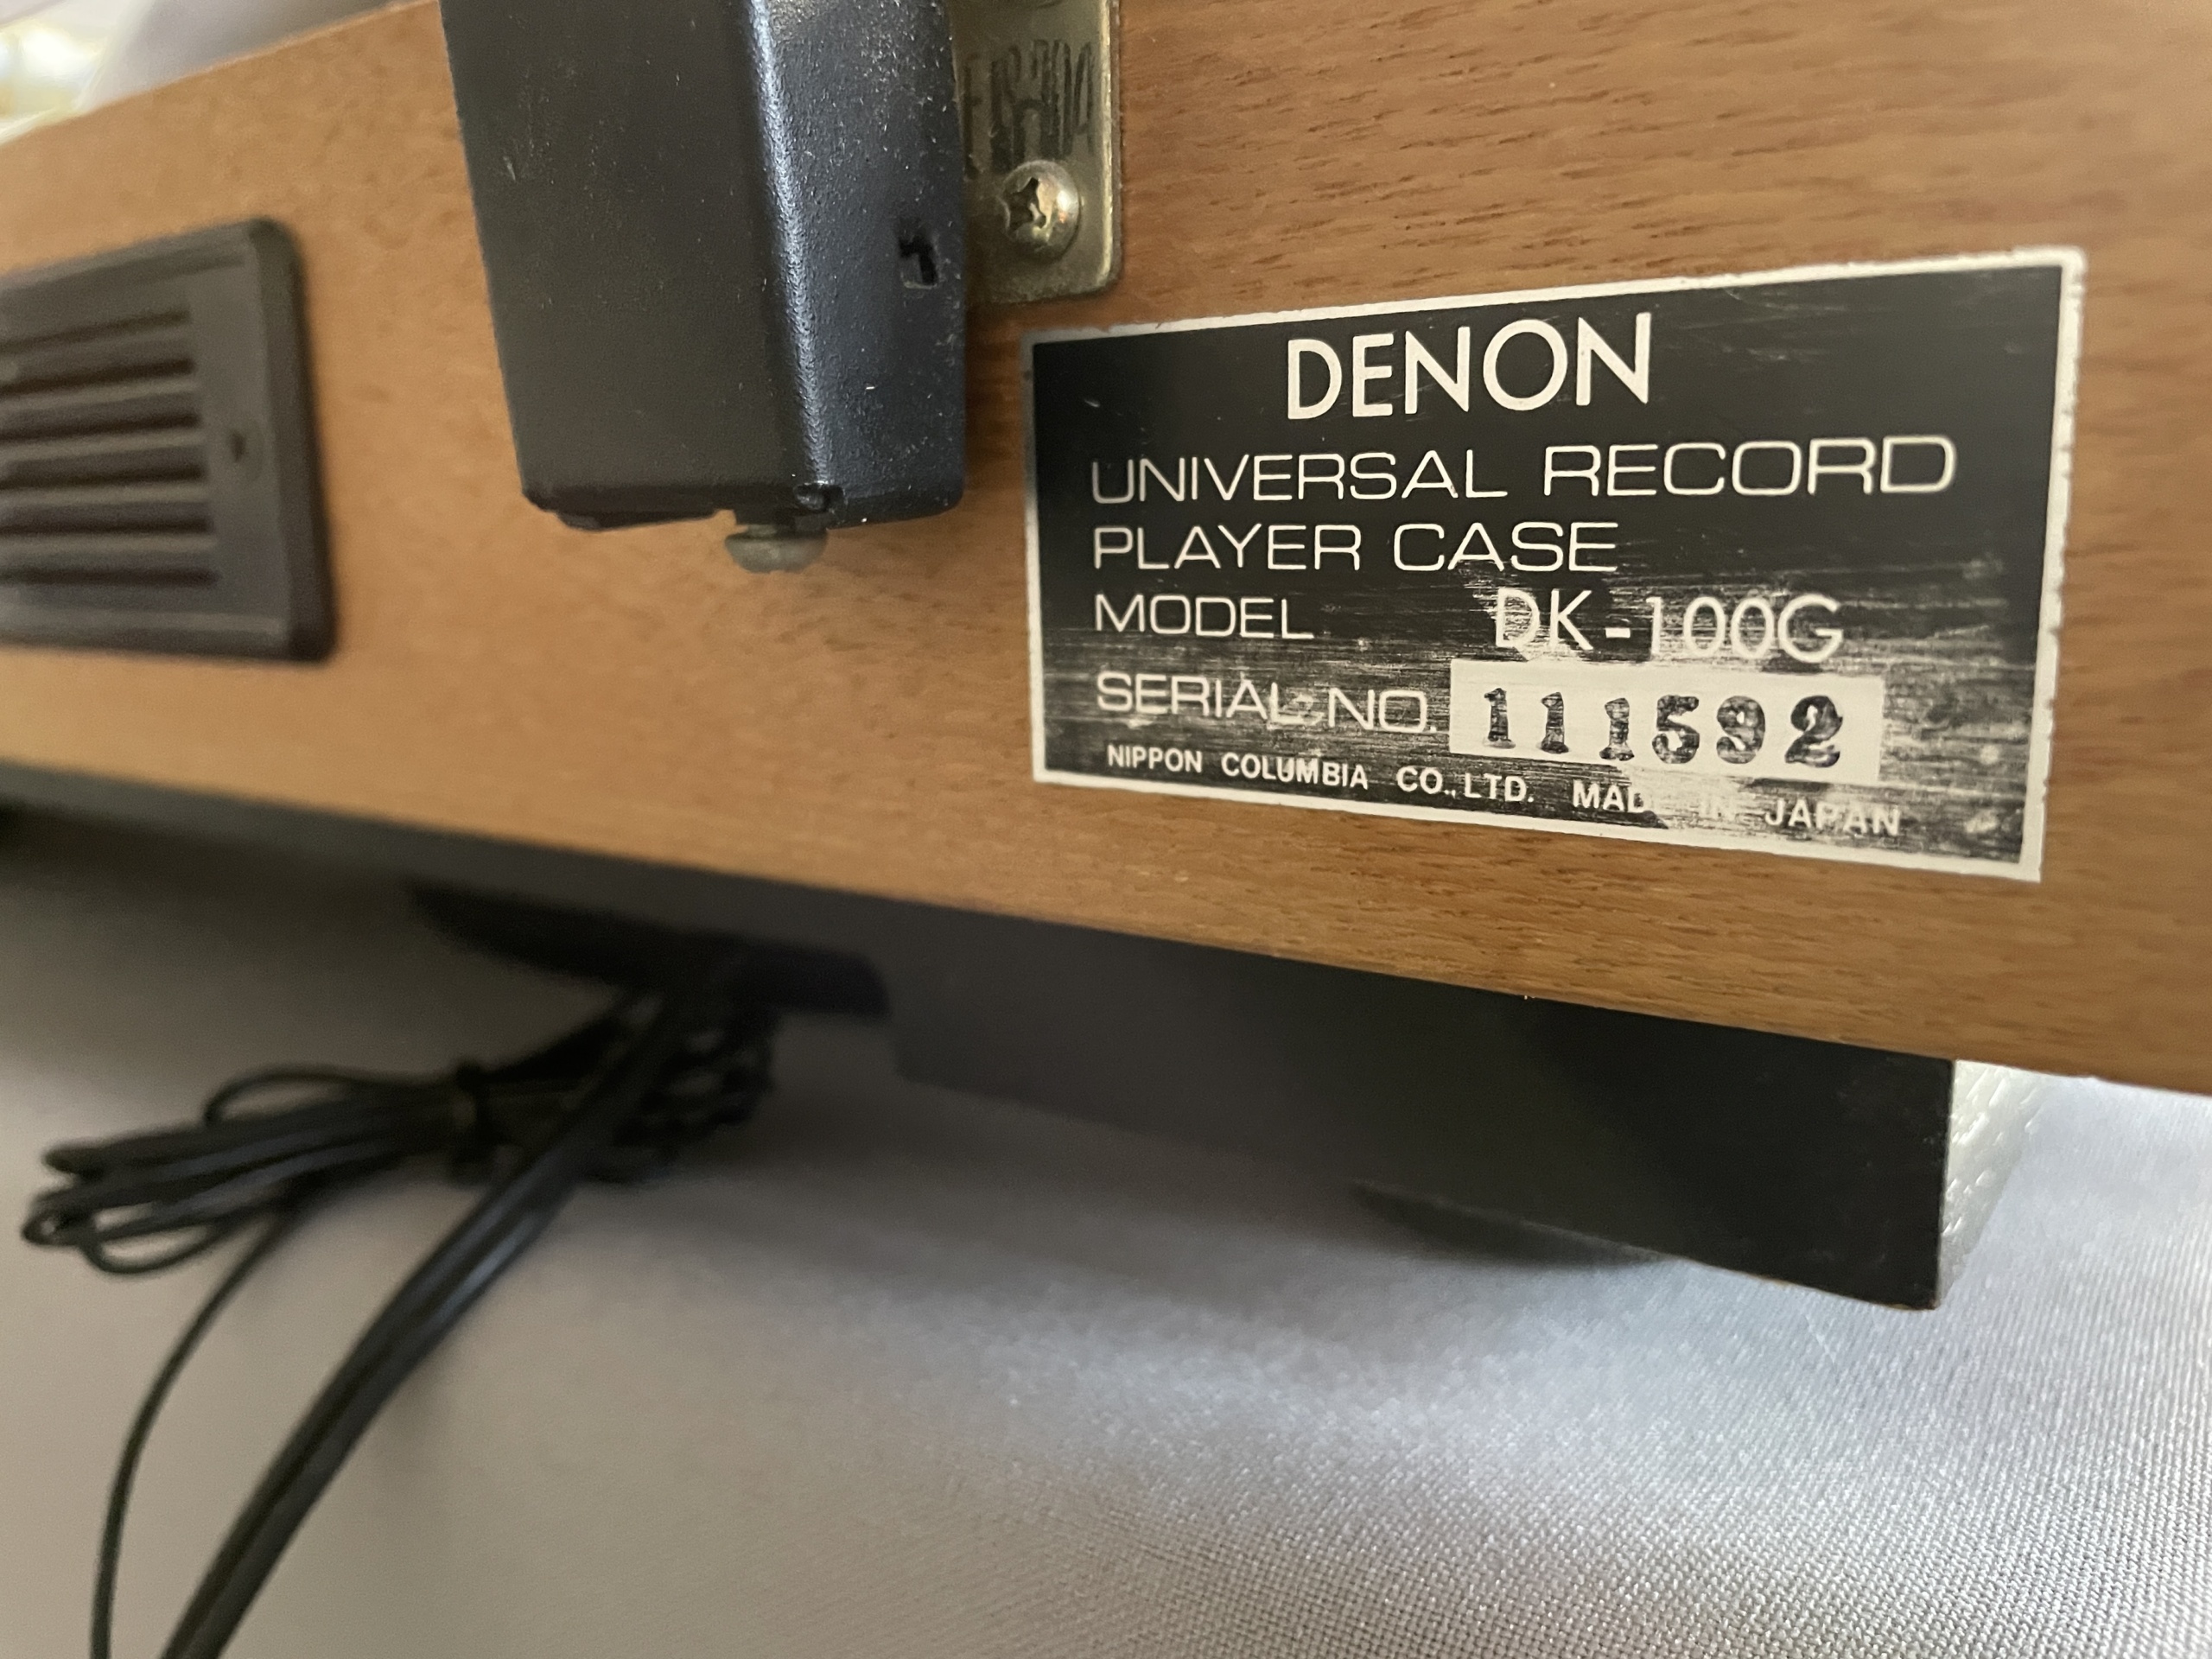 DENON
UNIVERSAL RECORD
PLAYER CASE
MODEL DK-100G
SERIAL NO. 111592
NIPPON COLUMBIA CO., LTD. MADE IN JAPAN